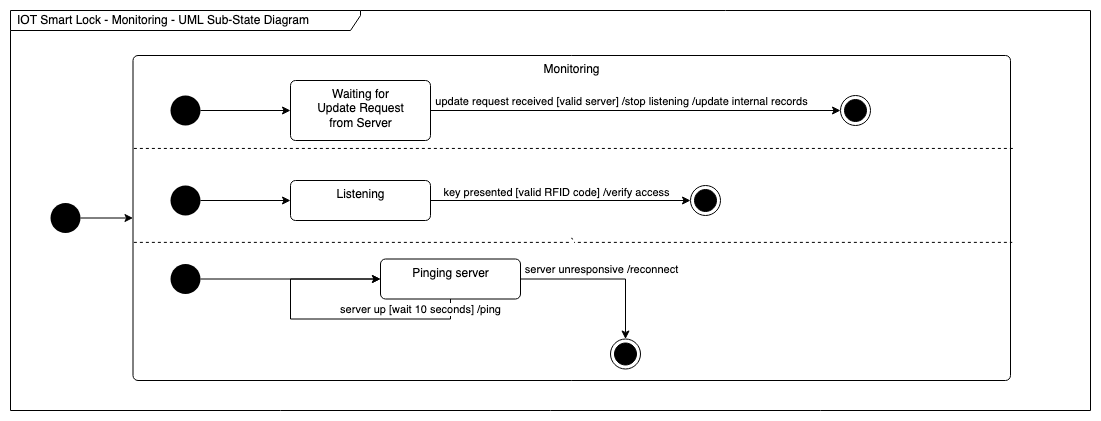 IOT Smart Lock - Monitoring - UML Sub-State Diagram
Monitoring
Waiting for
Update Request
from Server
update request received [valid server] /stop listening /update internal records
Listening
key presented [valid RFID code] /verify access
Pinging server
server unresponsive /reconnect
server up [wait 10 seconds] /ping